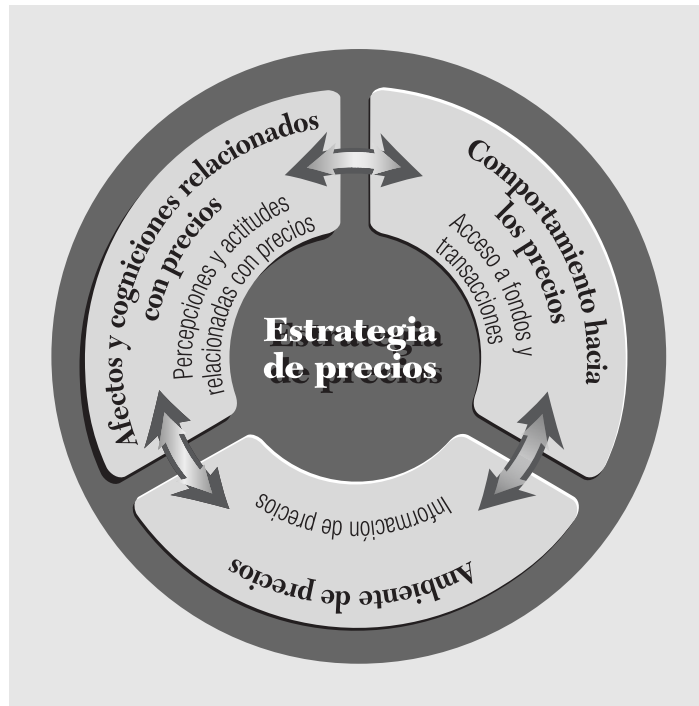 Afectos y cogniciones relacionados
con precios
Percepciones y actitudes
relacionadas con precios
Comportamiento hacia
los precios
Acceso a fondos y
transacciones
Estrategia
de precios
Información de precios
Ambiente de precios